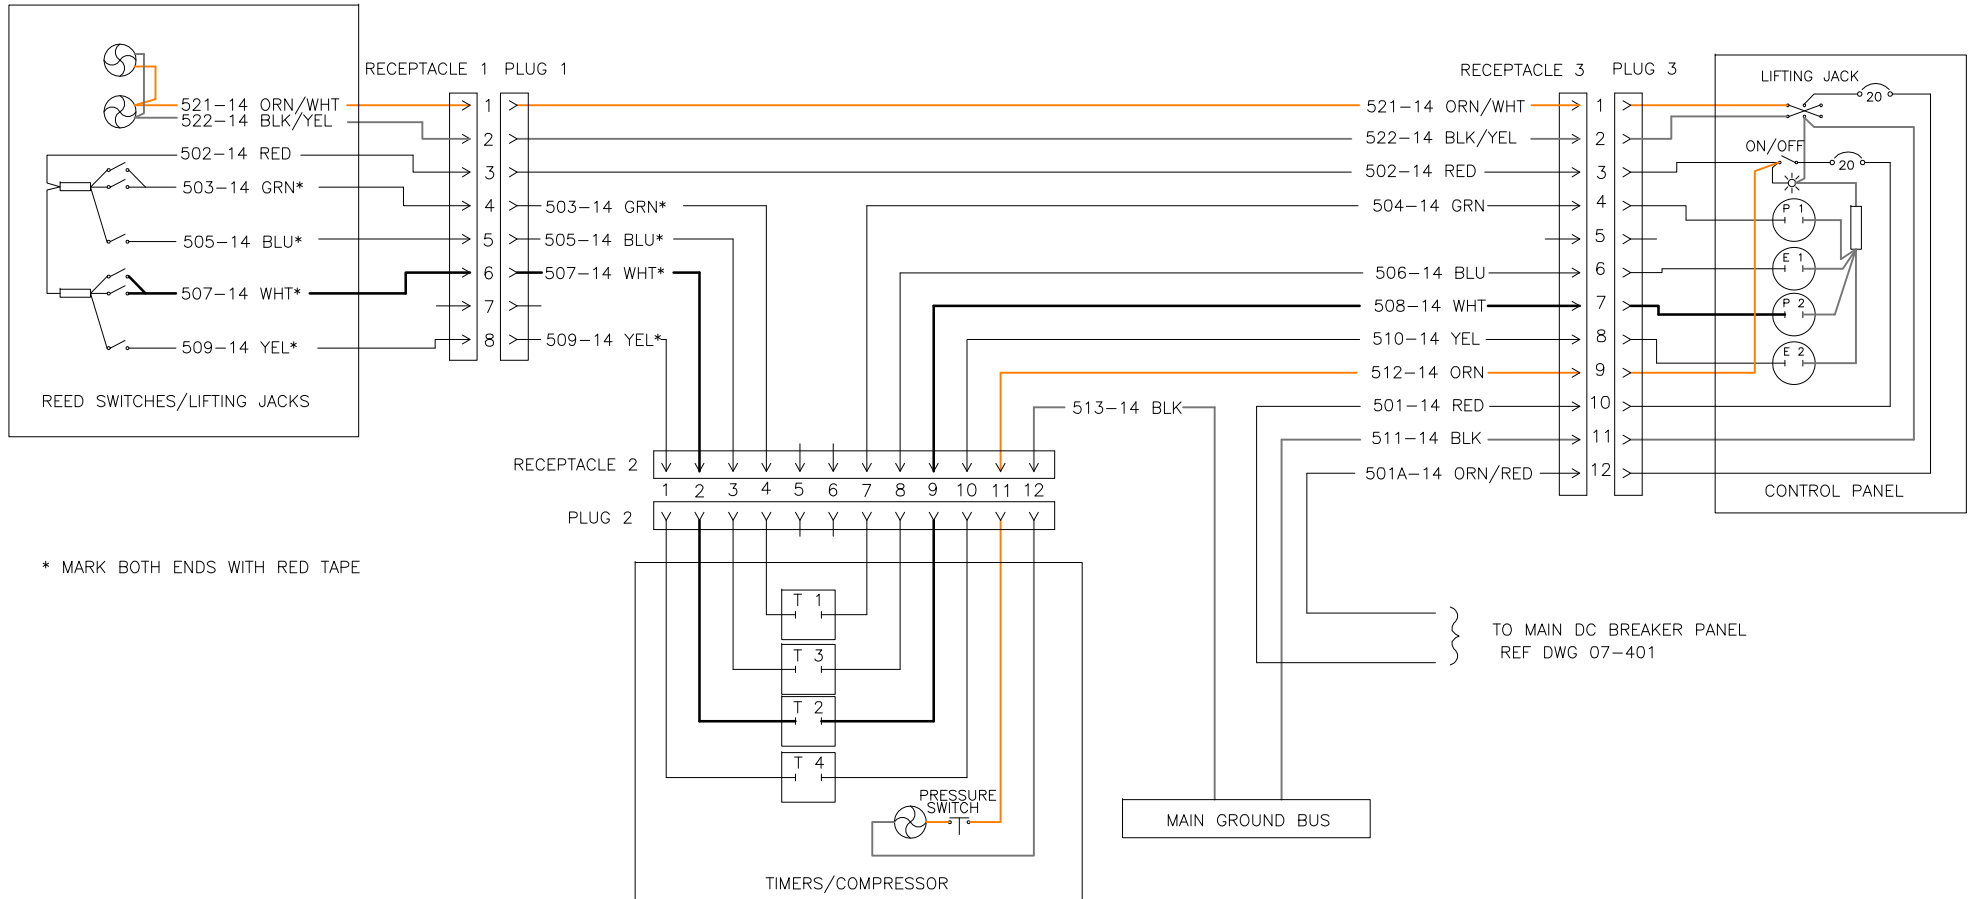 RECEPTACLE 1 PLUG 1
521-14 ORN/WHT
522-14 BLK/YEL
502-14 RED
503-14 GRN*
505-14 BLU*
507-14 WHT*
509-14 YEL*
REED SWITCHES/LIFTING JACKS
1
2
3
4
5
6
7
8
503-14 GRN*
505-14 BLU*
507-14 WHT*
509-14 YEL*
* MARK BOTH ENDS WITH RED TAPE
RECEPTACLE 2
1 2 3 4 5 6 7 8 9 10 11 12
PLUG 2
T 1
T 3
T 2
T 4
PRESSURE
SWITCH
TIMERS/COMPRESSOR
513-14 BLK
MAIN GROUND BUS
RECEPTACLE 3 PLUG 3
521-14 ORN/WHT
522-14 BLK/YEL
502-14 RED
504-14 GRN
506-14 BLU
508-14 WHT
510-14 YEL
512-14 ORN
501-14 RED
511-14 BLK
501A-14 ORN/RED
1
2
3
4
5
6
7
8
9
10
11
12
LIFTING JACK
20
ON/OFF
20
P 1
E 1
P 2
E 2
CONTROL PANEL
TO MAIN DC BREAKER PANEL
REF DWG 07-401